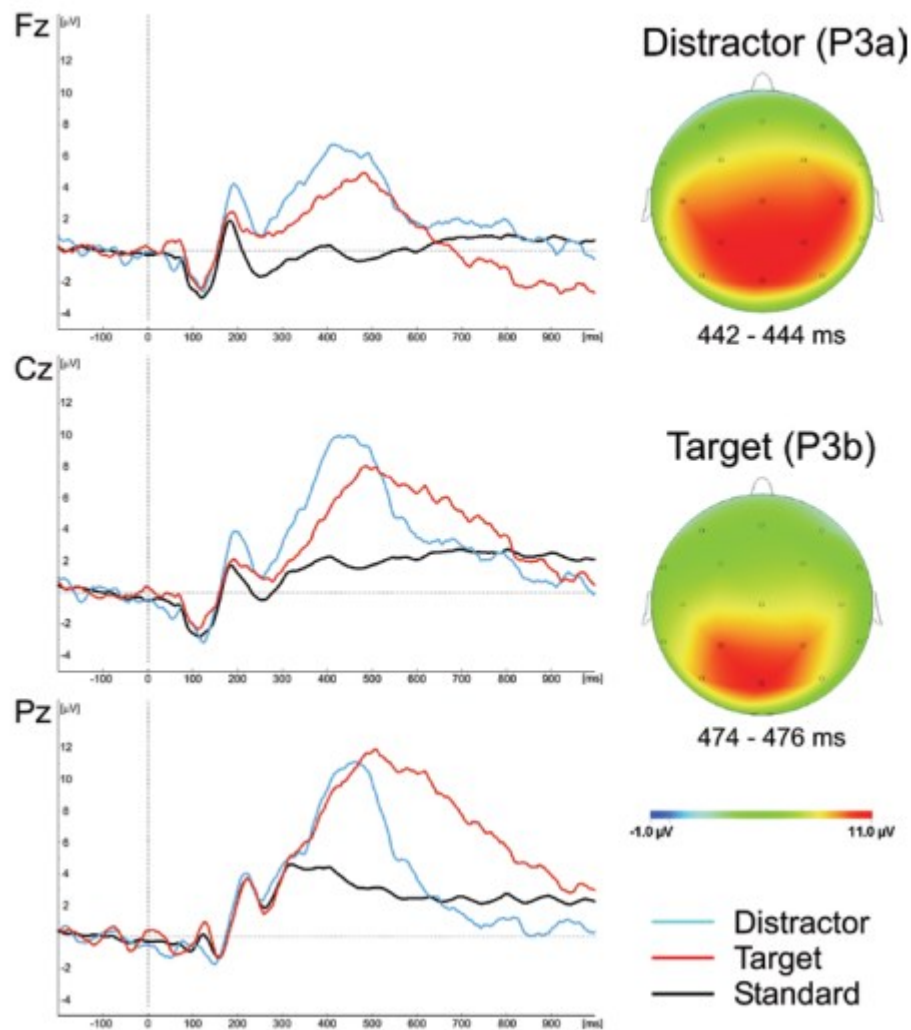 Fz
[µV]
12
10
8
6
4
2
-2
-4
-100 0 100 200 300 400 500 600 700 800 900 [ms]
Cz
[µV]
12
10
8
6
4
2
-2
-4
-100 0 100 200 300 400 500 600 700 800 900 [ms]
Pz
[µV]
12
10
8
6
4
2
-2
-4
-100 0 100 200 300 400 500 600 700 800 900 [ms]
Distractor (P3a)
442 - 444 ms
Target (P3b)
474 - 476 ms
-1.0 µV 11.0 µV
Distractor
Target
Standard